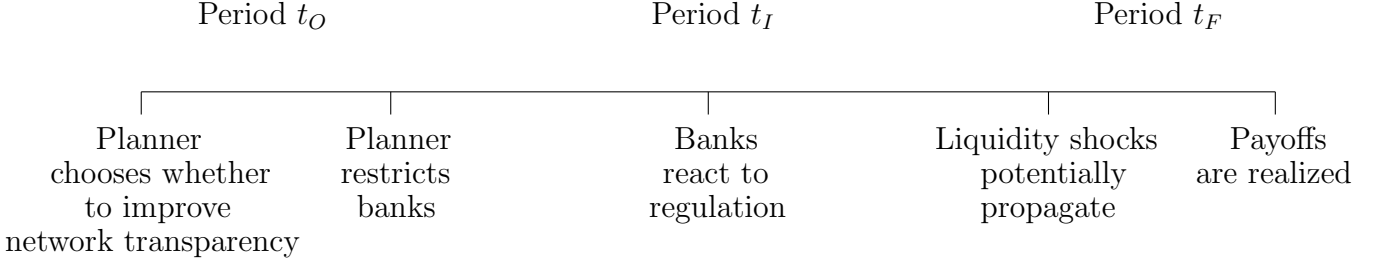 Period t_O
Period t_I
Period t_F
Planner
chooses whether
to improve
network transparency
Planner
restricts
banks
Banks
react to
regulation
Liquidity shocks
potentially
propagate
Payoffs
are realized